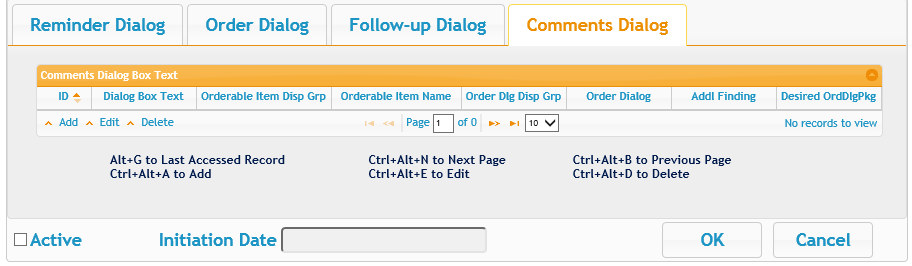 Reminder Dialog Order Dialog Follow-up Dialog Comments Dialog
Comments Dialog Box Text
ID Dialog Box Text Orderable Item Disp Grp Orderable Item Name Order Dlg Disp Grp Order Dialog Addl Finding Desired OrdDlgPkg
Add Edit Delete Page 1 of 0 10 No records to view
Alt+G to Last Accessed Record Ctrl+Alt+N to Next Page Ctrl+Alt+B to Previous Page
Ctrl+Alt+A to Add Ctrl+Alt+E to Edit Ctrl+Alt+D to Delete
Active Initiation Date OK Cancel